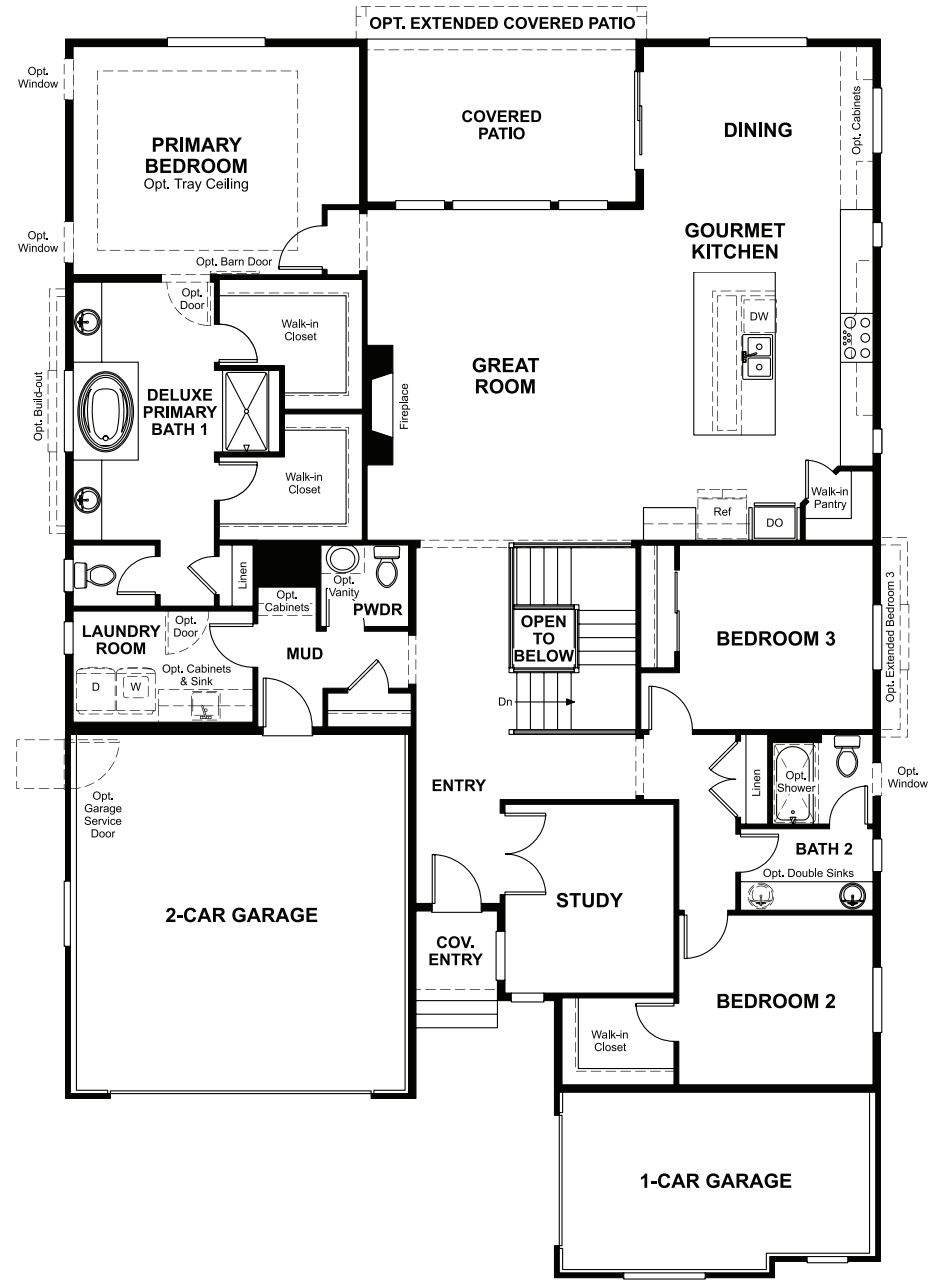 OPT. EXTENDED COVERED PATIO
Opt.
Window
PRIMARY
BEDROOM
Opt. Tray Ceiling
COVERED
PATIO
DINING
Opt. Cabinets
Opt.
Window
Opt. Barn Door
GOURMET
KITCHEN
Opt.
Door
Walk-in
Closet
DW
Opt. Build-out
DELUXE
PRIMARY
BATH 1
Fireplace
GREAT
ROOM
Walk-in
Closet
Walk-in
Pantry
Ref
DO
Linen
Opt.
Cabinets
Opt.
Vanity
PWDR
LAUNDRY
ROOM
Opt.
Door
MUD
OPEN
TO
BELOW
BEDROOM 3
Opt. Extended Bedroom 3
Opt. Cabinets
& Sink
D
W
Dn
ENTRY
Linen
Opt.
Shower
Opt.
Window
Opt.
Garage
Service
Door
BATH 2
Opt. Double Sinks
2-CAR GARAGE
STUDY
COV.
ENTRY
BEDROOM 2
Walk-in
Closet
1-CAR GARAGE